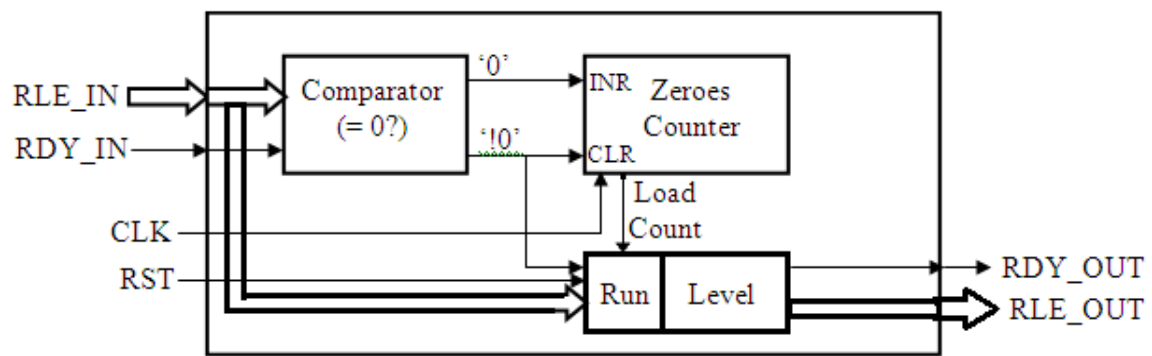 RLE_IN
RDY_IN
CLK
RST
Comparator
(= 0?)
‘0’
‘!0’
INR
CLR
Zeroes
Counter
Load
Count
Run
Level
RDY_OUT
RLE_OUT